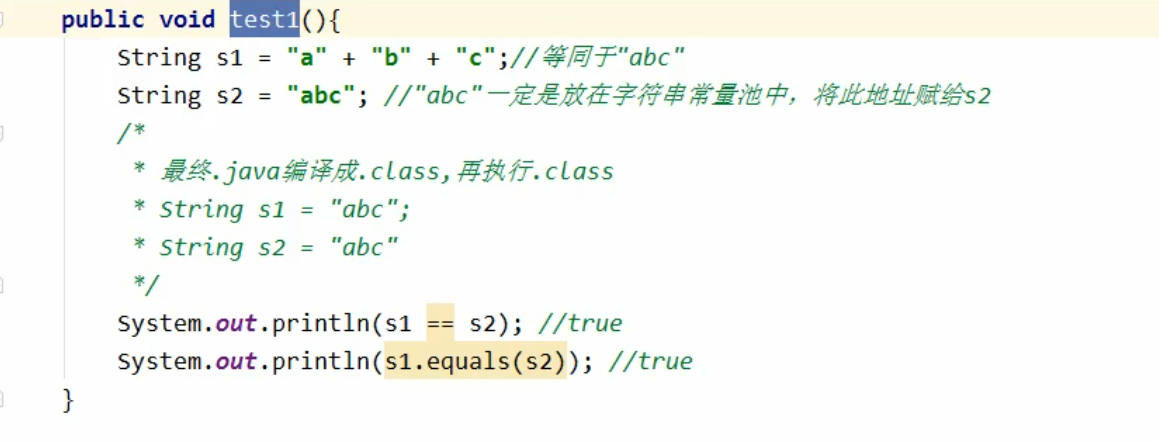 public void test1(){
String s1 = "a" + "b" + "c";//等同于"abc"
String s2 = "abc"; //"abc"一定是放在字符串常量池中，将此地址赋给s2
/*
* 最终.java编译成.class,再执行.class
* String s1 = "abc";
* String s2 = "abc"
*/
System.out.println(s1 == s2); //true
System.out.println(s1.equals(s2)); //true
}